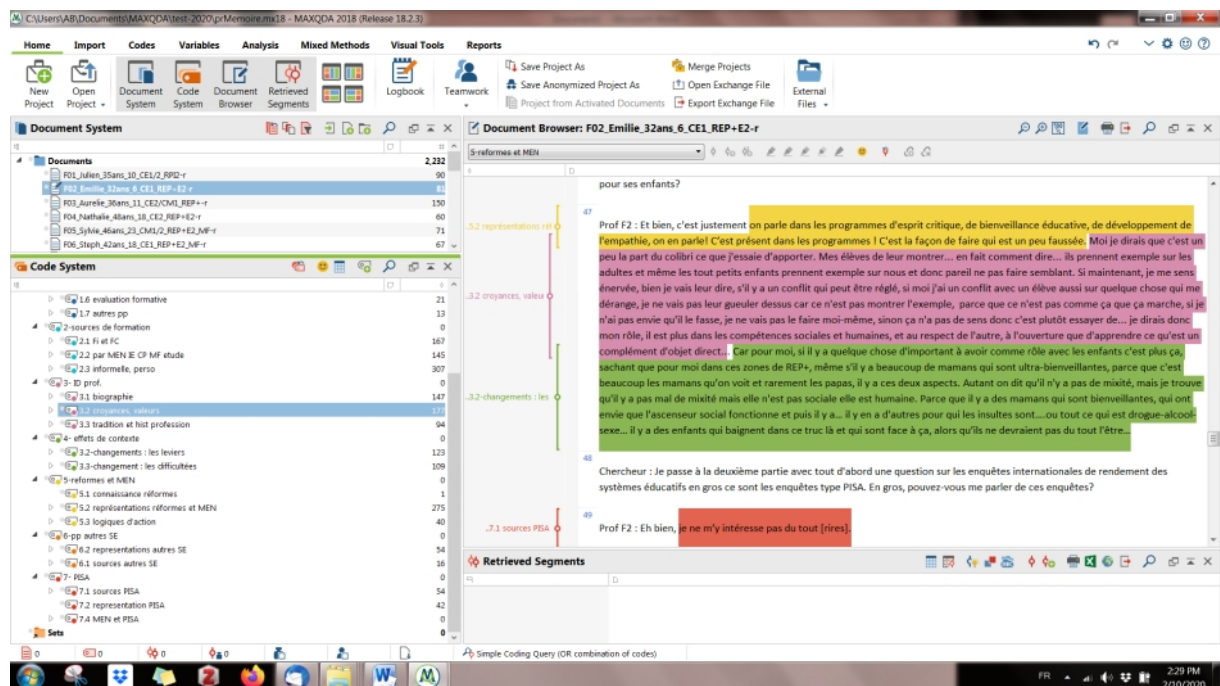 C:\Users\AB\Documents\MAXQDA\test-2020\prMemoire.mx18 - MAXQDA 2018 (Release 18.2.3)
Home Import Codes Variables Analysis Mixed Methods Visual Tools Reports
New Project
Open Project
Document System
Code System
Document Browser
Retrieved Segments
Logbook
Teamwork
Save Project As
Save Anonymized Project As
Project from Activated Documents
Merge Projects
Open Exchange File
Export Exchange File
External Files
Document System
Documents 2,232
F01_Julien_35ans_10_CE1/2_RPI2-r 90
F02_Emilie_32ans_6_CE1_REP+E2-r 81
F03_Aurelie_36ans_11_CE2/CM1_REP+-r 150
F04_Nathalie_48ans_18_CE2_REP+E2-r 60
F05_Sylvie_46ans_23_CM1/2_REP+E2_MF-r 71
F06_Steph_42ans_18_CE1_REP+E2_MF-r 67
Code System
1.6 evaluation formative 21
1.7 autres pp 13
2-sources de formation 0
2.1 Fi et FC 167
2.2 par MEN IE CP MF etude 145
2.3 informelle, perso 307
3- ID prof. 0
3.1 biographie 147
3.2 croyances, valeurs 177
3.3 tradition et hist profession 94
4- effets de contexte 0
3.2-changements : les leviers 123
3.3-changement : les difficultées 109
5-reformes et MEN 0
5.1 connaissance réformes 1
5.2 représentations réformes et MEN 275
5.3 logiques d'action 40
6-pp autres SE 0
6.2 representations autres SE 54
6.1 sources autres SE 16
7- PISA 0
7.1 sources PISA 54
7.2 representation PISA 42
7.4 MEN et PISA 41
Sets 0
Document Browser: F02_Emilie_32ans_6_CE1_REP+E2-r
5-reformes et MEN
pour ses enfants?
..5.2 représentations réf
..3.2 croyances, valeu
..3.2-changements : les
..7.1 sources PISA
47
Prof F2 : Et bien, c'est justement on parle dans les programmes d'esprit critique, de bienveillance éducative, de développement de
l'empathie, on en parle! C'est présent dans les programmes ! C'est la façon de faire qui est un peu faussée. Moi je dirais que c'est un
peu la part du colibri ce que j'essaie d'apporter. Mes élèves de leur montrer... en fait comment dire... ils prennent exemple sur les
adultes et même les tout petits enfants prennent exemple sur nous et donc pareil ne pas faire semblant. Si maintenant, je me sens
énervée, bien je vais leur dire, s'il y a un conflit qui peut être réglé, si moi j'ai un conflit avec un élève aussi sur quelque chose qui me
dérange, je ne vais pas leur gueuler dessus car ce n'est pas montrer l'exemple, parce que ce n'est pas comme ça que ça marche, si je
n'ai pas envie qu'il le fasse, je ne vais pas le faire moi-même, sinon ça n'a pas de sens donc c'est plutôt essayer de... je dirais donc
mon rôle, il est plus dans les compétences sociales et humaines, et au respect de l'autre, à l'ouverture que d'apprendre ce qu'est un
complément d'objet direct... Car pour moi, si il y a quelque chose d'important à avoir comme rôle avec les enfants c'est plus ça,
sachant que pour moi dans ces zones de REP+, même s'il y a beaucoup de mamans qui sont ultra-bienveillantes, parce que c'est
beaucoup les mamans qu'on voit et rarement les papas, il y a ces deux aspects. Autant on dit qu'il n'y a pas de mixité, mais je trouve
qu'il y a pas mal de mixité mais elle n'est pas sociale elle est humaine. Parce que il y a des mamans qui sont bienveillantes, qui ont
envie que l'ascenseur social fonctionne et puis il y a... il y en a d'autres pour qui les insultes sont....ou tout ce qui est drogue-alcool-
sexe... il y a des enfants qui baignent dans ce truc là et qui sont face à ça, alors qu'ils ne devraient pas du tout l'être...
48
Chercheur : Je passe à la deuxième partie avec tout d'abord une question sur les enquêtes internationales de rendement des
systèmes éducatifs en gros ce sont les enquêtes type PISA. En gros, pouvez-vous me parler de ces enquêtes?
49
Prof F2 : Eh bien, je ne m'y intéresse pas du tout [rires].
Retrieved Segments
0 0 0 0
Simple Coding Query (OR combination of codes)
FR
2:29 PM
2/10/2020